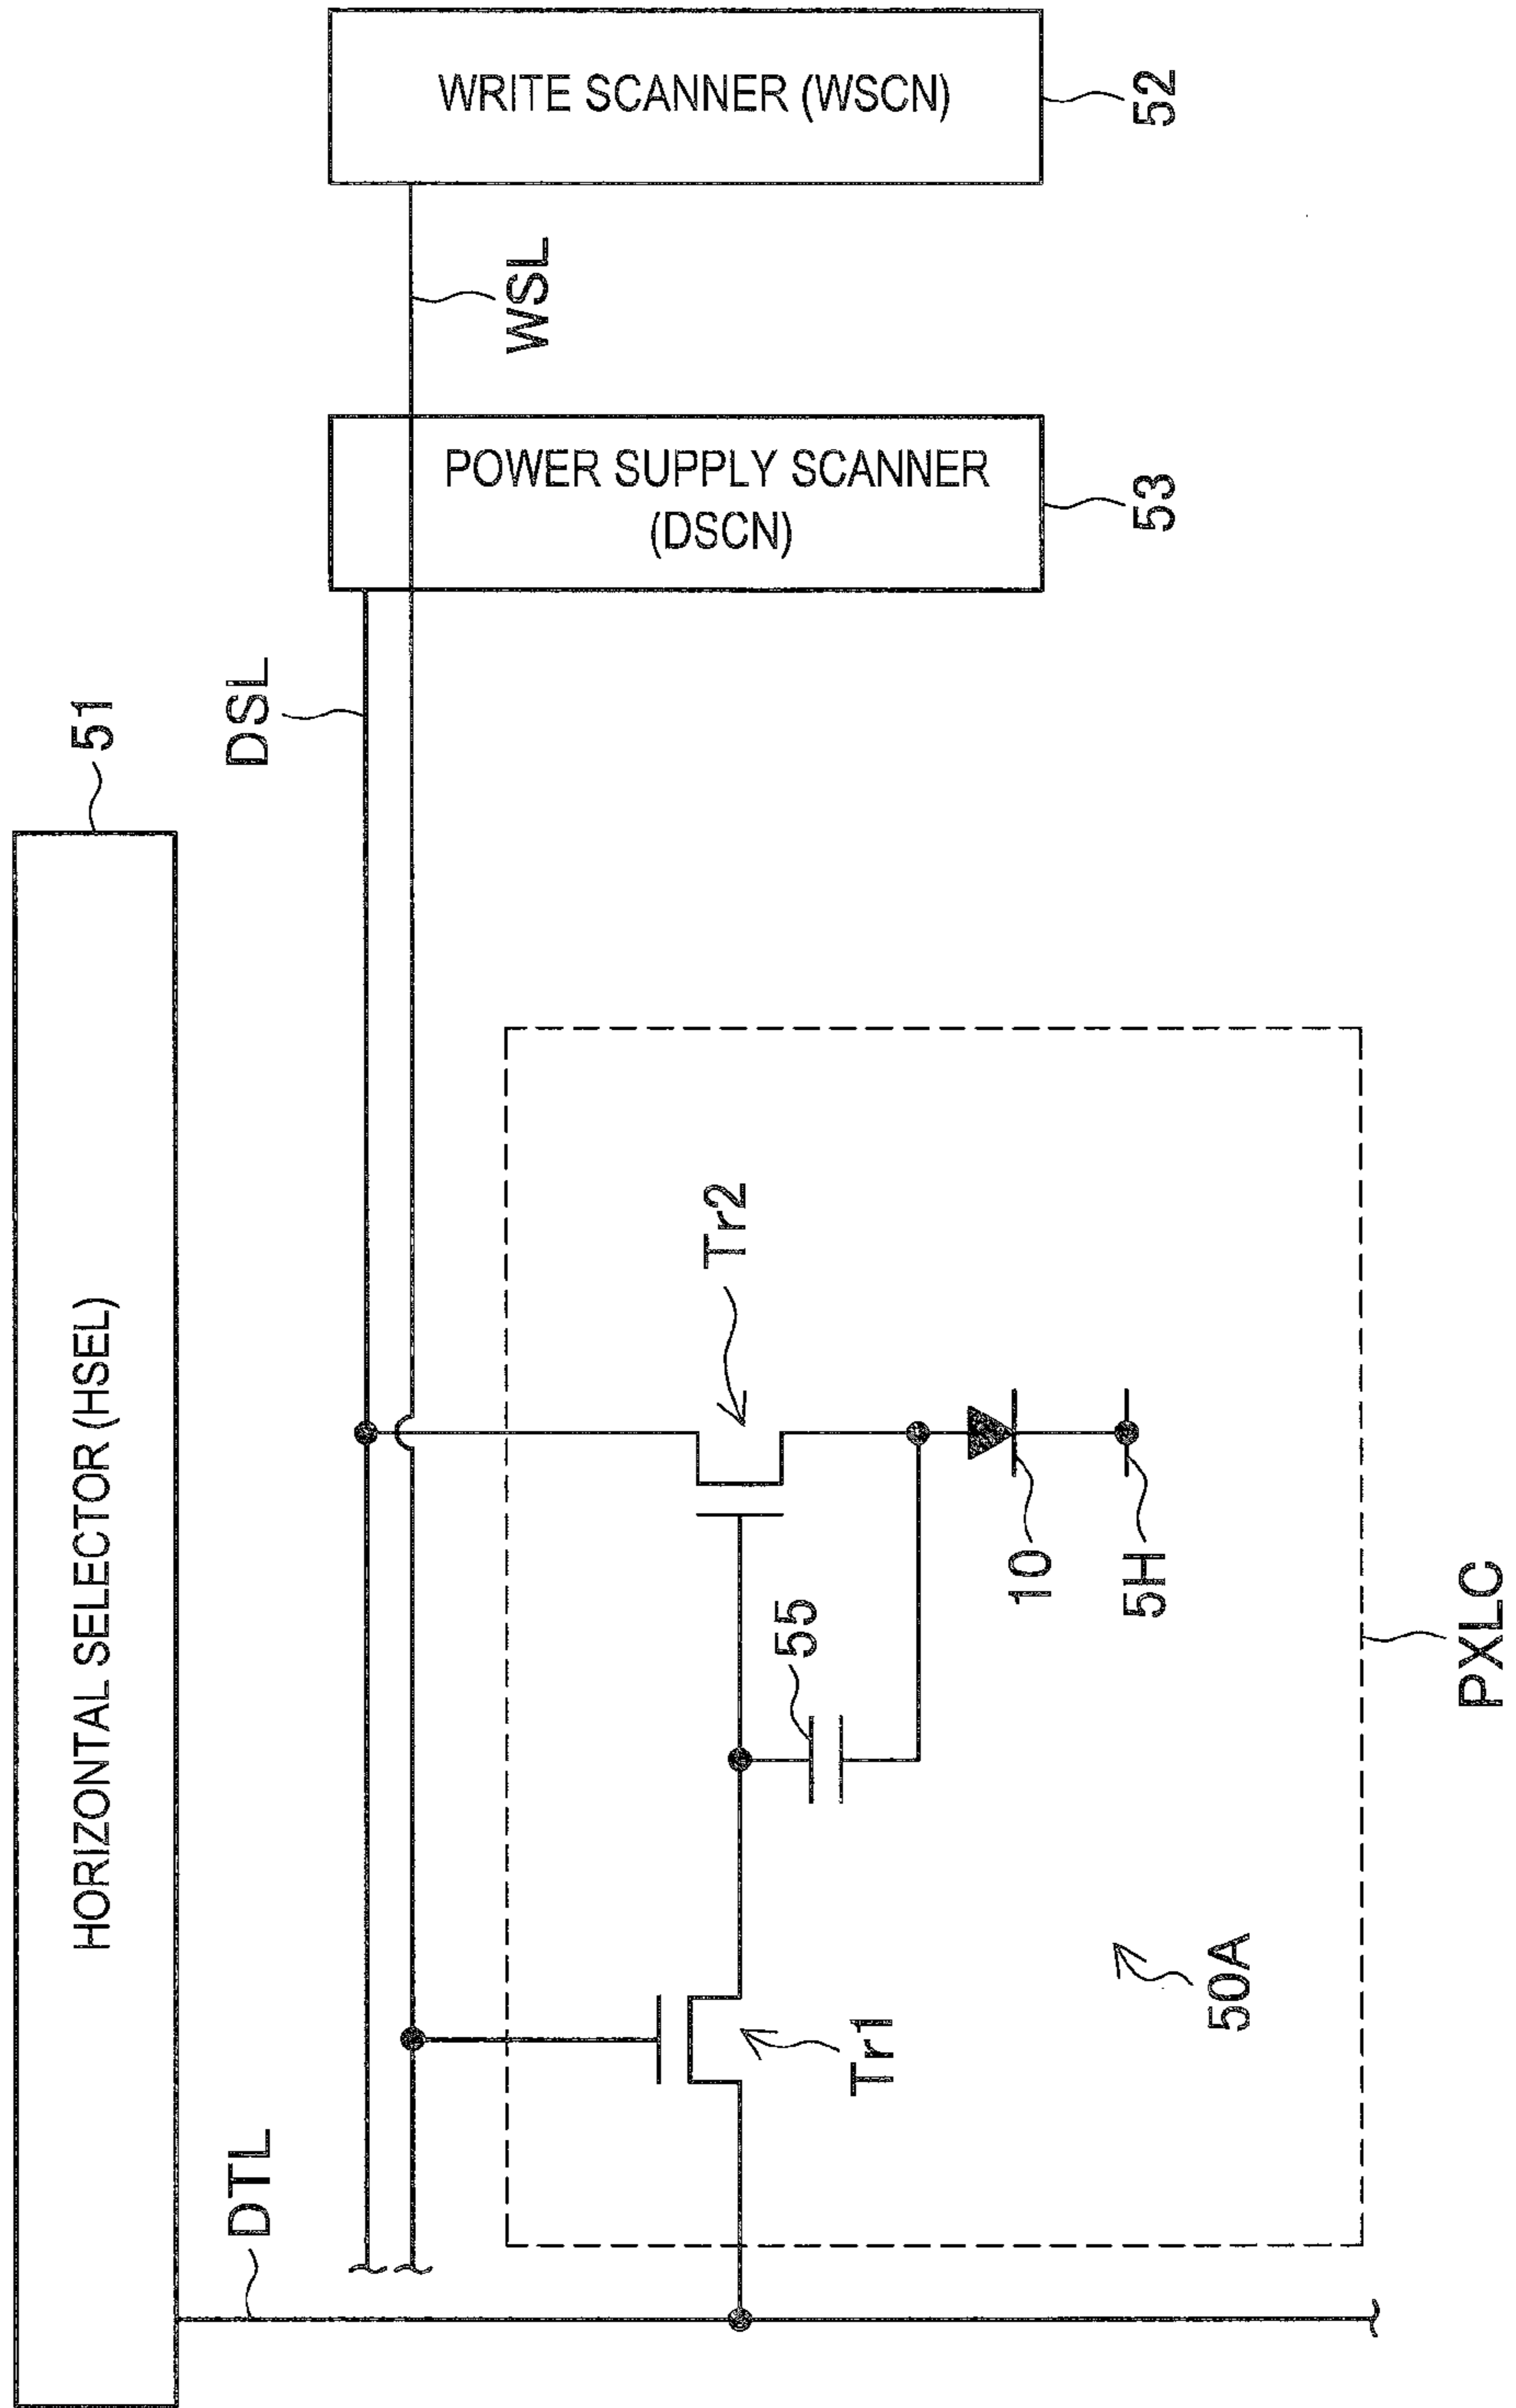 HORIZONTAL SELECTOR (HSEL)
51
DTL
DSL
WSL
WRITE SCANNER (WSCN)
52
POWER SUPPLY SCANNER
(DSCN)
53
Tr1
Tr2
55
10
5H
50A
PXLC